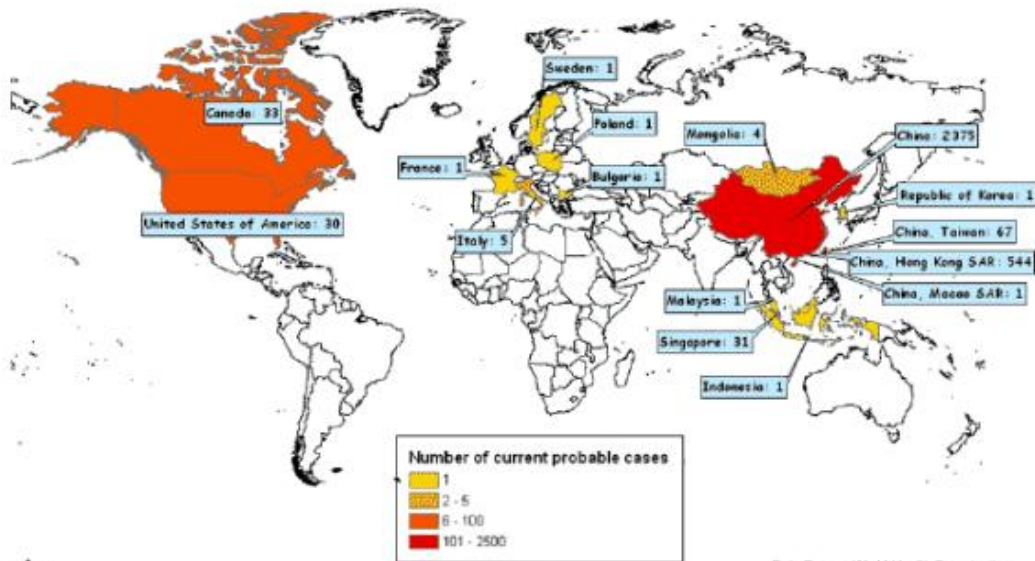 Sweden: 1
Canada: 33
Poland: 1
Mongolia: 4
China: 2375
France: 1
Bulgaria: 1
Republic of Korea: 1
United States of America: 30
Italy: 5
China, Taiwan: 67
China, Hong Kong SAR: 544
China, Macao SAR: 1
Malaysia: 1
Singapore: 31
Indonesia: 1
Number of current probable cases
1
2 - 5
6 - 100
101 - 2500